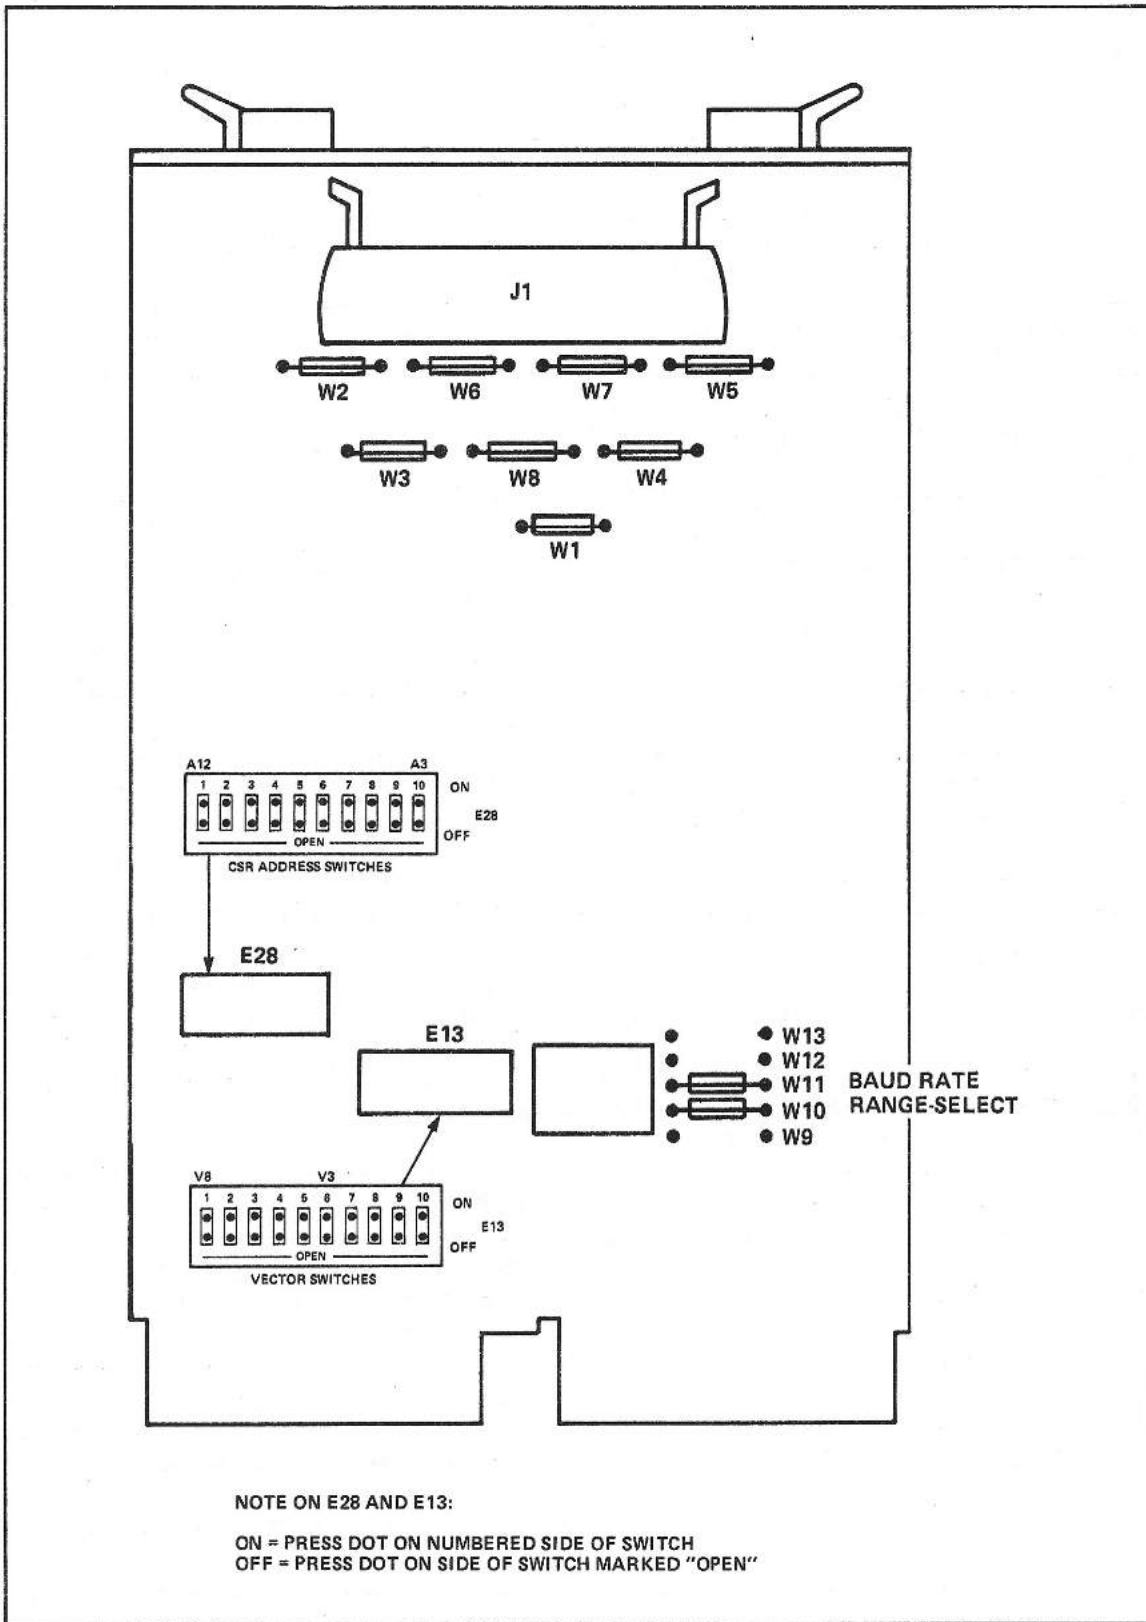 J1
W2 W6 W7 W5
W3 W8 W4
W1
A12 A3
1 2 3 4 5 6 7 8 9 10 ON
E28
OPEN OFF
CSR ADDRESS SWITCHES
E28
E13
W13
W12
W11
W10
W9
BAUD RATE
RANGE-SELECT
V8 V3
1 2 3 4 5 6 7 8 9 10 ON
E13
OPEN OFF
VECTOR SWITCHES
NOTE ON E28 AND E13:
ON = PRESS DOT ON NUMBERED SIDE OF SWITCH
OFF = PRESS DOT ON SIDE OF SWITCH MARKED "OPEN"